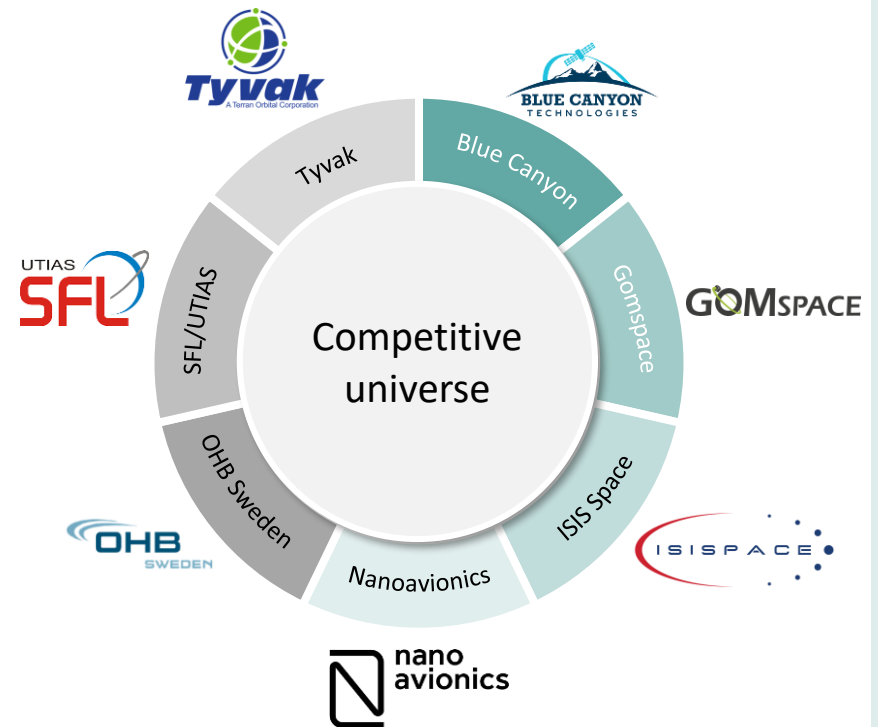 Tyvak
A Terran Orbital Corporation
BLUE CANYON
TECHNOLOGIES
Tyvak
Blue Canyon
UTIAS
SFL
SFL/UTIAS
Competitive
universe
Gomspace
GOMSPACE
OHB Sweden
ISIS Space
OHB
SWEDEN
Nanoavionics
ISISPACE
nano
avionics